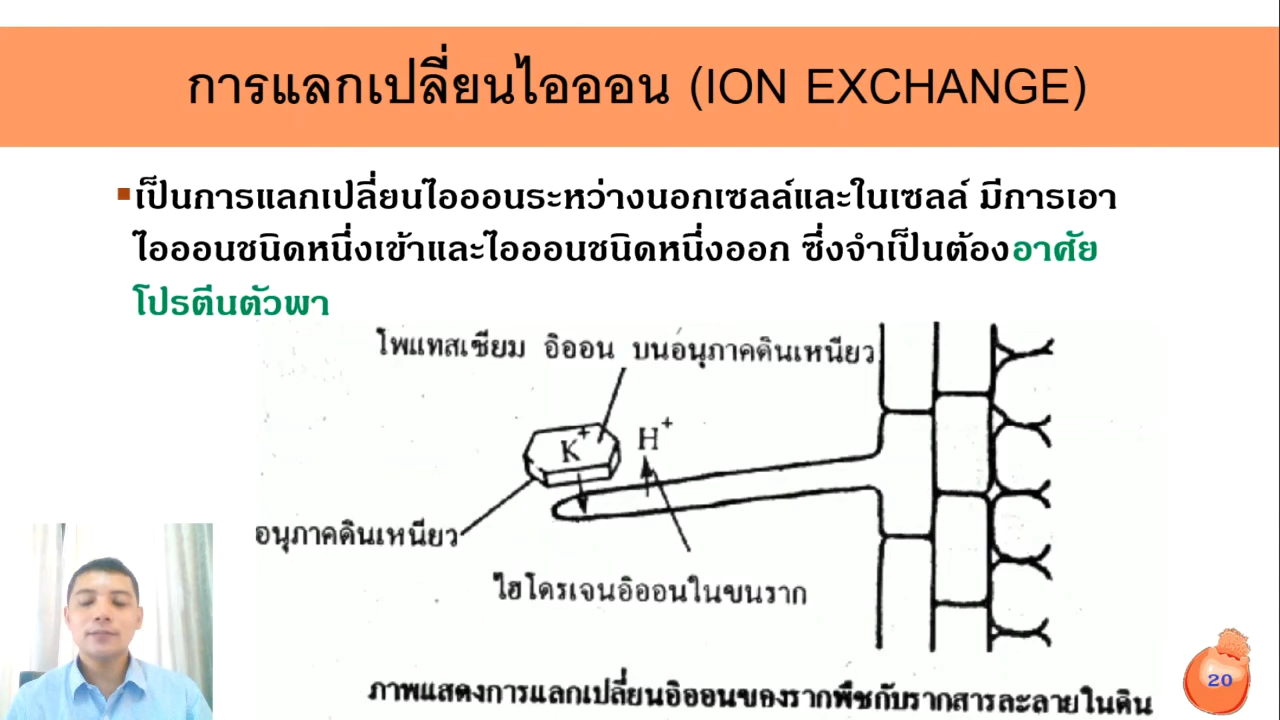 การแลกเปลี่ยนไอออน (ION EXCHANGE)
เป็นการแลกเปลี่ยนไอออนระหว่างนอกเซลล์และในเซลล์ มีการเอา
ไอออนชนิดหนึ่งเข้าและไอออนชนิดหนึ่งออก ซึ่งจำเป็นต้องอาศัย
โปรตีนตัวพา
โพแทสเซียม อิออน บนอนุภาคดินเหนียว
K+
H+
อนุภาคดินเหนียว
ไฮโดรเจนอิออนในขนราก
ภาพแสดงการแลกเปลี่ยนอิออนของรากพืชกับรากสารละลายในดิน
20